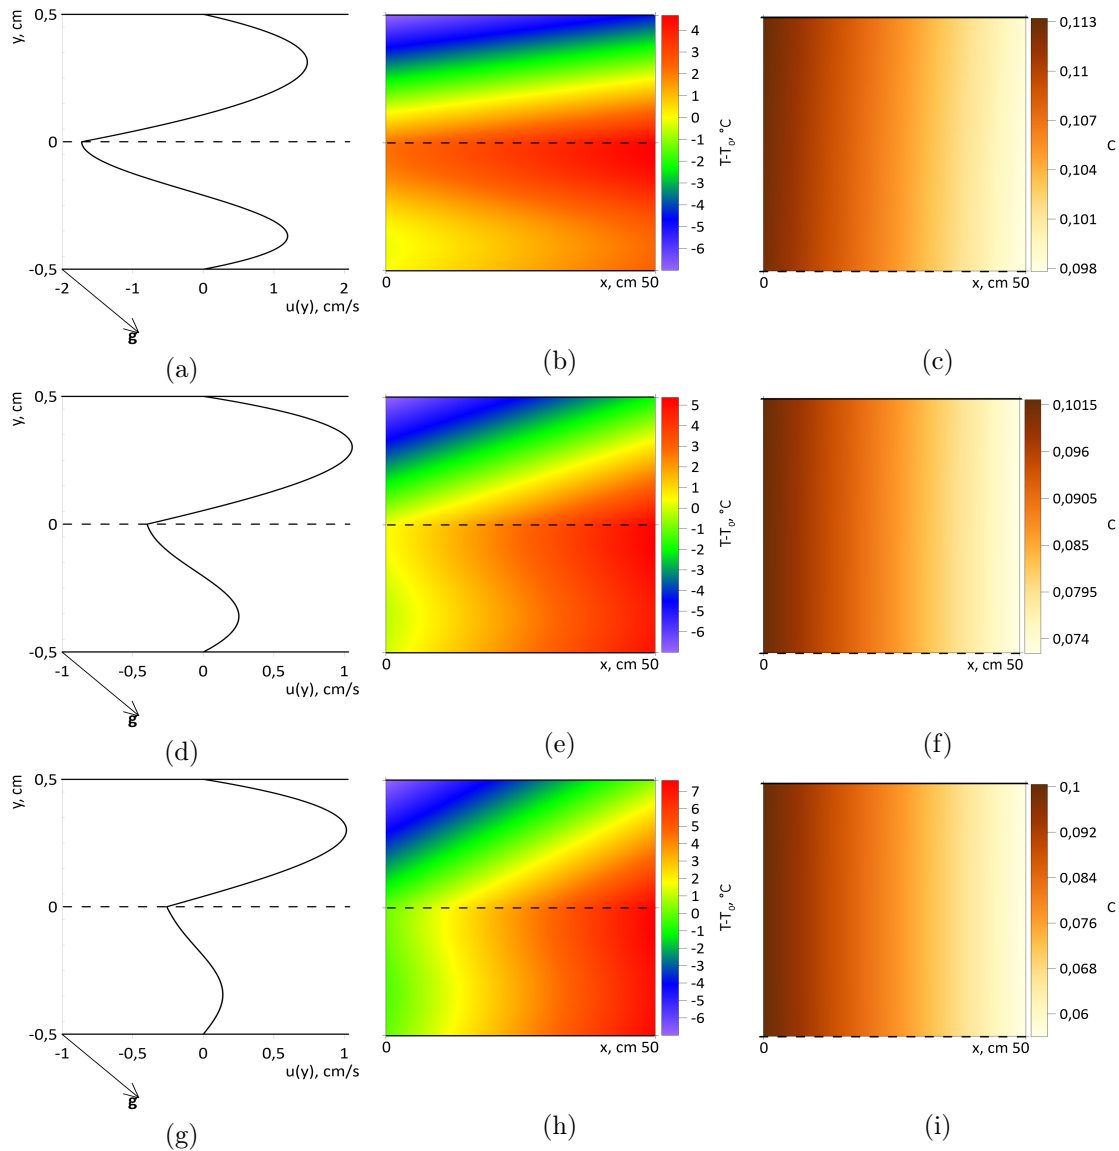 y, cm
0,5
0
-0,5
-2 -1 0 1 2
u(y), cm/s
g
(a)
4
3
2
1
0
-1
-2
-3
-4
-5
-6
T-T₀, °C
0 x, cm 50
(b)
0,113
0,11
0,107
0,104
0,101
0,098
C
0 x, cm 50
(c)
y, cm
0,5
0
-0,5
-1 -0,5 0 0,5 1
u(y), cm/s
g
(d)
5
4
3
2
1
0
-1
-2
-3
-4
-5
-6
T-T₀, °C
0 x, cm 50
(e)
0,1015
0,096
0,0905
0,085
0,0795
0,074
C
0 x, cm 50
(f)
y, cm
0,5
0
-0,5
-1 -0,5 0 0,5 1
u(y), cm/s
g
(g)
7
6
5
4
3
2
1
0
-1
-2
-3
-4
-5
-6
T-T₀, °C
0 x, cm 50
(h)
0,1
0,092
0,084
0,076
0,068
0,06
C
0 x, cm 50
(i)